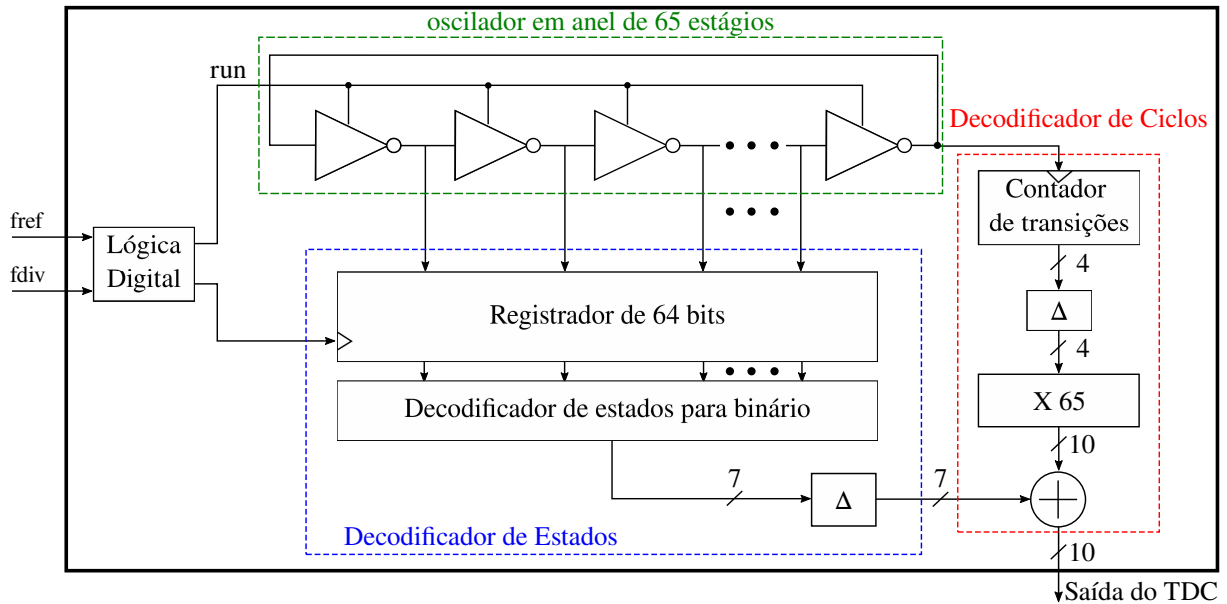 oscilador em anel de 65 estágios
run
Decodificador de Ciclos
Contador
de transições
4
Δ
4
X 65
10
fref
fdiv
Lógica
Digital
Registrador de 64 bits
Decodificador de estados para binário
7
Δ
7
Decodificador de Estados
10
Saída do TDC